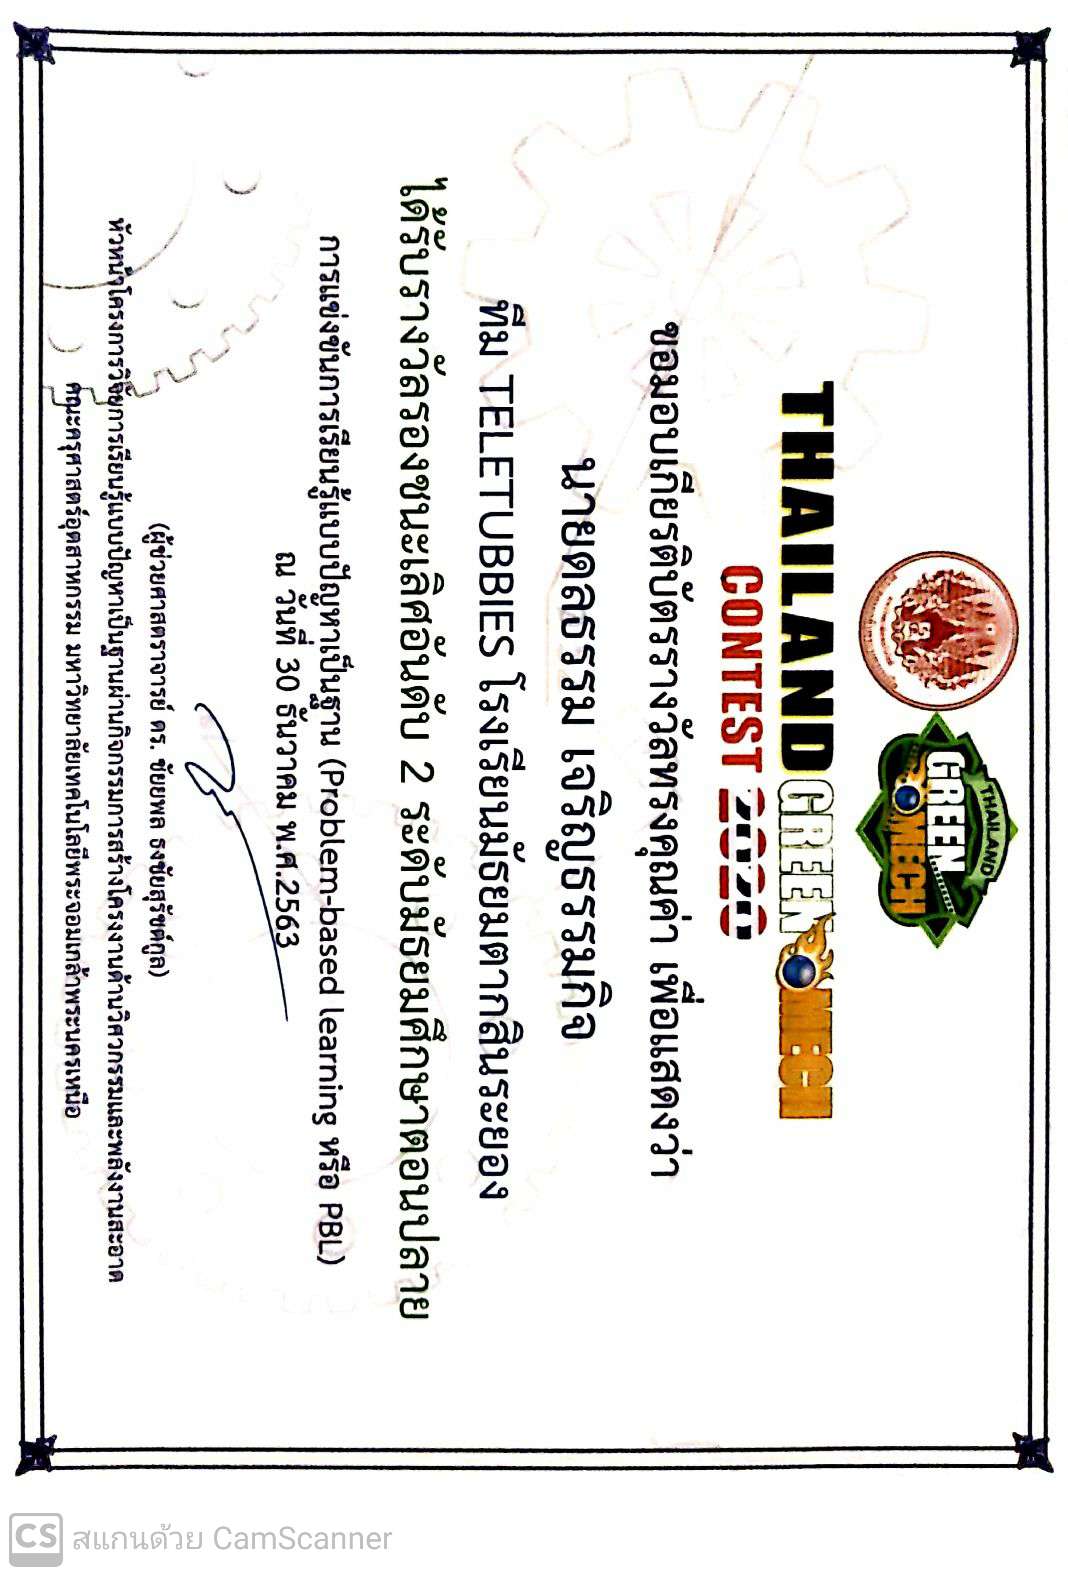 THAILAND
GREEN
MECH
THAILAND GREEN MECH
CONTEST 2020
ขอมอบเกียรติบัตรรางวัลทรงคุณค่า เพื่อแสดงว่า
นายดลธรรม เจริญธรรมกิจ
ทีม TELETUBBIES โรงเรียนมัธยมตากสินระยอง
ได้รับรางวัลรองชนะเลิศอันดับ 2 ระดับมัธยมศึกษาตอนปลาย
การแข่งขันการเรียนรู้แบบปัญหาเป็นฐาน (Problem-based learning หรือ PBL)
ณ วันที่ 30 ธันวาคม พ.ศ.2563
(ผู้ช่วยศาสตราจารย์ ดร. ชัยยพล ธงชัยสุรัชต์กูล)
หัวหน้าโครงการวิจัยการเรียนรู้แบบปัญหาเป็นฐานผ่านกิจกรรมการสร้างโครงงานด้านวิศวกรรมและพลังงานสะอาด
คณะครุศาสตร์อุตสาหกรรม มหาวิทยาลัยเทคโนโลยีพระจอมเกล้าพระนครเหนือ
CS สแกนด้วย CamScanner